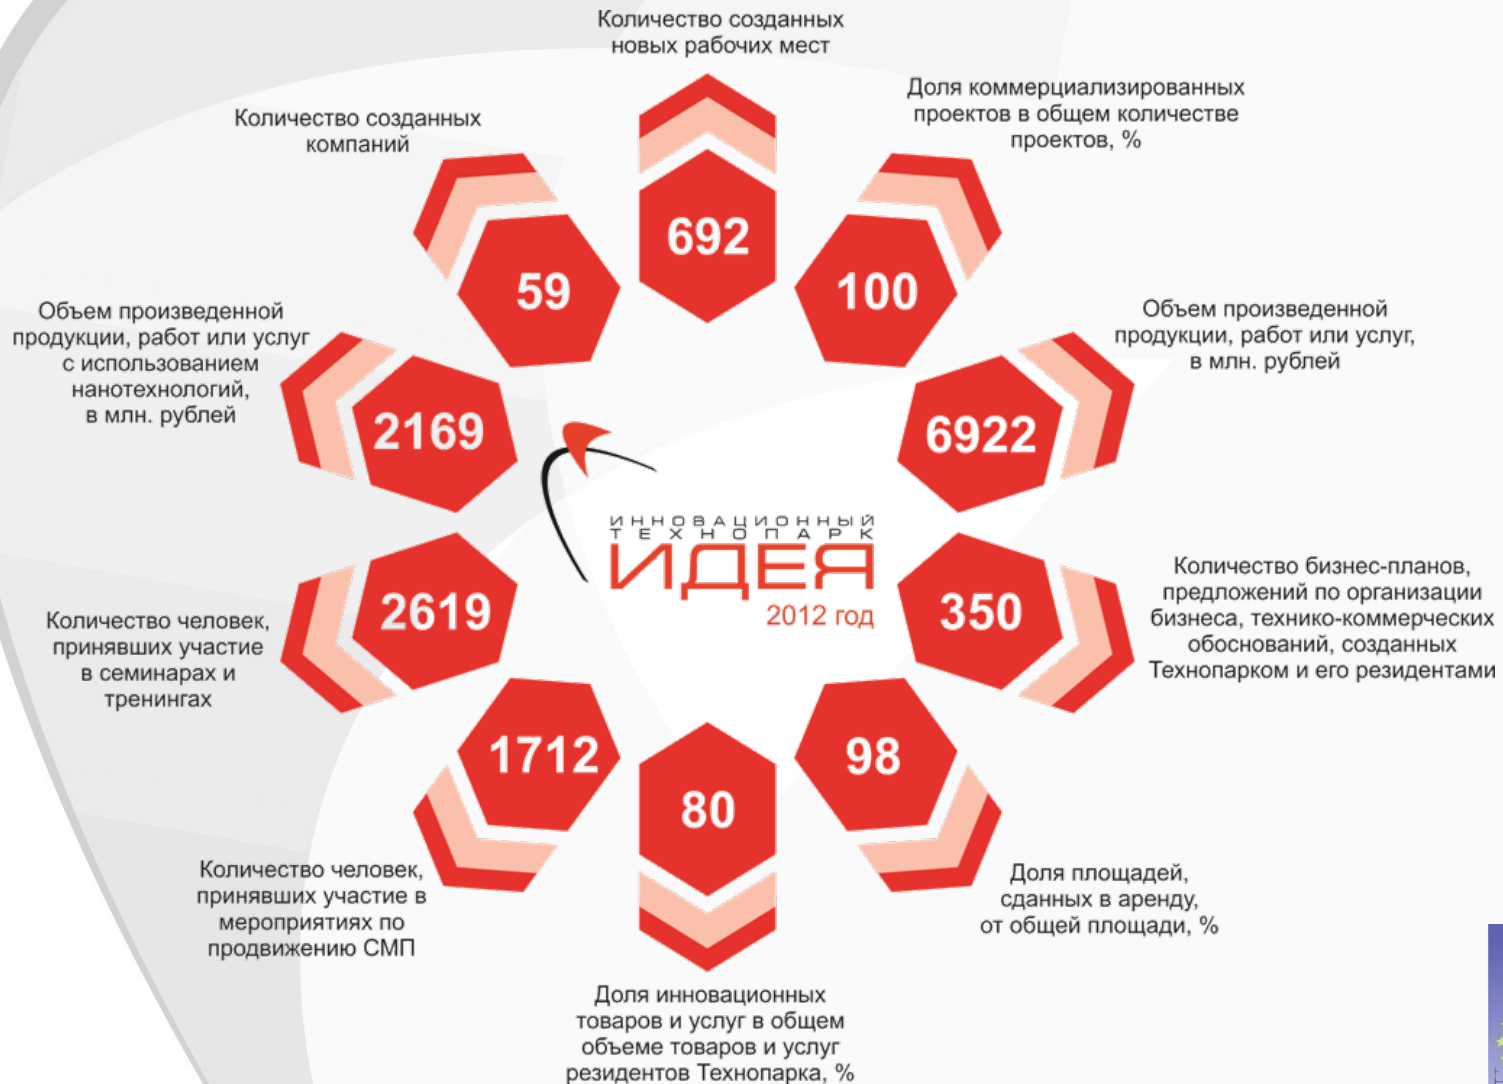 Количество созданных
новых рабочих мест
692
Доля коммерциализированных
проектов в общем количестве
проектов, %
100
Объем произведенной
продукции, работ или услуг,
в млн. рублей
6922
Количество бизнес-планов,
предложений по организации
бизнеса, технико-коммерческих
обоснований, созданных
Технопарком и его резидентами
350
Доля площадей,
сданных в аренду,
от общей площади, %
98
Доля инновационных
товаров и услуг в общем
объеме товаров и услуг
резидентов Технопарка, %
80
Количество человек,
принявших участие в
мероприятиях по
продвижению СМП
1712
Количество человек,
принявших участие
в семинарах и
тренингах
2619
Объем произведенной
продукции, работ или услуг
с использованием
нанотехнологий,
в млн. рублей
2169
Количество созданных
компаний
59
ИННОВАЦИОННЫЙ
ТЕХНОПАРК
ИДЕЯ
2012 год